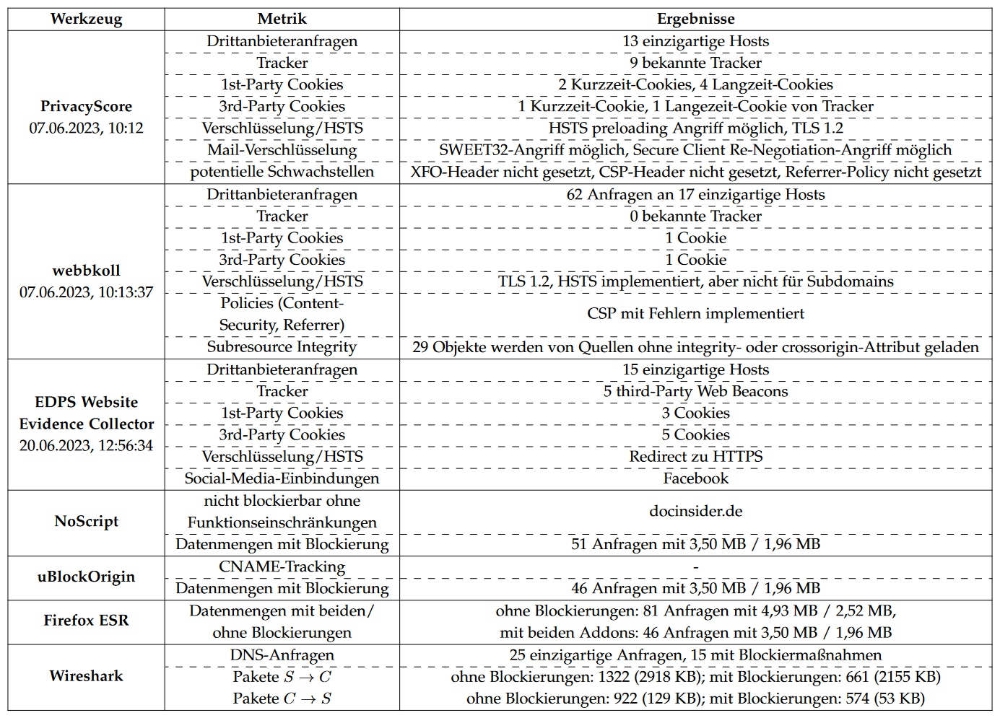 Werkzeug Metrik Ergebnisse
PrivacyScore
07.06.2023, 10:12
Drittanbieteranfragen 13 einzigartige Hosts
Tracker 9 bekannte Tracker
1st-Party Cookies 2 Kurzzeit-Cookies, 4 Langzeit-Cookies
3rd-Party Cookies 1 Kurzzeit-Cookie, 1 Langezeit-Cookie von Tracker
Verschlüsselung/HSTS HSTS preloading Angriff möglich, TLS 1.2
Mail-Verschlüsselung SWEET32-Angriff möglich, Secure Client Re-Negotiation-Angriff möglich
potentielle Schwachstellen XFO-Header nicht gesetzt, CSP-Header nicht gesetzt, Referrer-Policy nicht gesetzt
webbkoll
07.06.2023, 10:13:37
Drittanbieteranfragen 62 Anfragen an 17 einzigartige Hosts
Tracker 0 bekannte Tracker
1st-Party Cookies 1 Cookie
3rd-Party Cookies 1 Cookie
Verschlüsselung/HSTS TLS 1.2, HSTS implementiert, aber nicht für Subdomains
Policies (Content-
Security, Referrer)
CSP mit Fehlern implementiert
Subresource Integrity 29 Objekte werden von Quellen ohne integrity- oder crossorigin-Attribut geladen
EDPS Website
Evidence Collector
20.06.2023, 12:56:34
Drittanbieteranfragen 15 einzigartige Hosts
Tracker 5 third-Party Web Beacons
1st-Party Cookies 3 Cookies
3rd-Party Cookies 5 Cookies
Verschlüsselung/HSTS Redirect zu HTTPS
Social-Media-Einbindungen Facebook
NoScript
nicht blockierbar ohne
Funktionseinschränkungen
docinsider.de
Datenmengen mit Blockierung 51 Anfragen mit 3,50 MB / 1,96 MB
uBlockOrigin
CNAME-Tracking -
Datenmengen mit Blockierung 46 Anfragen mit 3,50 MB / 1,96 MB
Firefox ESR
Datenmengen mit beiden/
ohne Blockierungen
ohne Blockierungen: 81 Anfragen mit 4,93 MB / 2,52 MB,
mit beiden Addons: 46 Anfragen mit 3,50 MB / 1,96 MB
Wireshark
DNS-Anfragen 25 einzigartige Anfragen, 15 mit Blockiermaßnahmen
Pakete S → C ohne Blockierungen: 1322 (2918 KB); mit Blockierungen: 661 (2155 KB)
Pakete C → S ohne Blockierungen: 922 (129 KB); mit Blockierungen: 574 (53 KB)